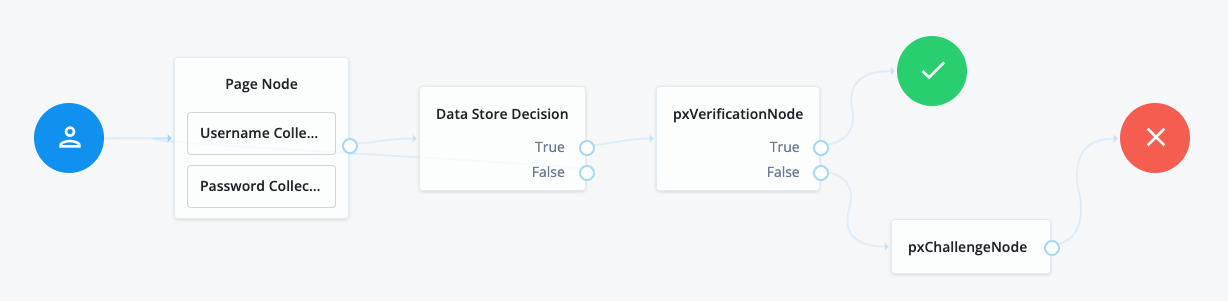 Page Node
Username Colle...
Password Collec...
Data Store Decision
True
False
pxVerificationNode
True
False
pxChallengeNode